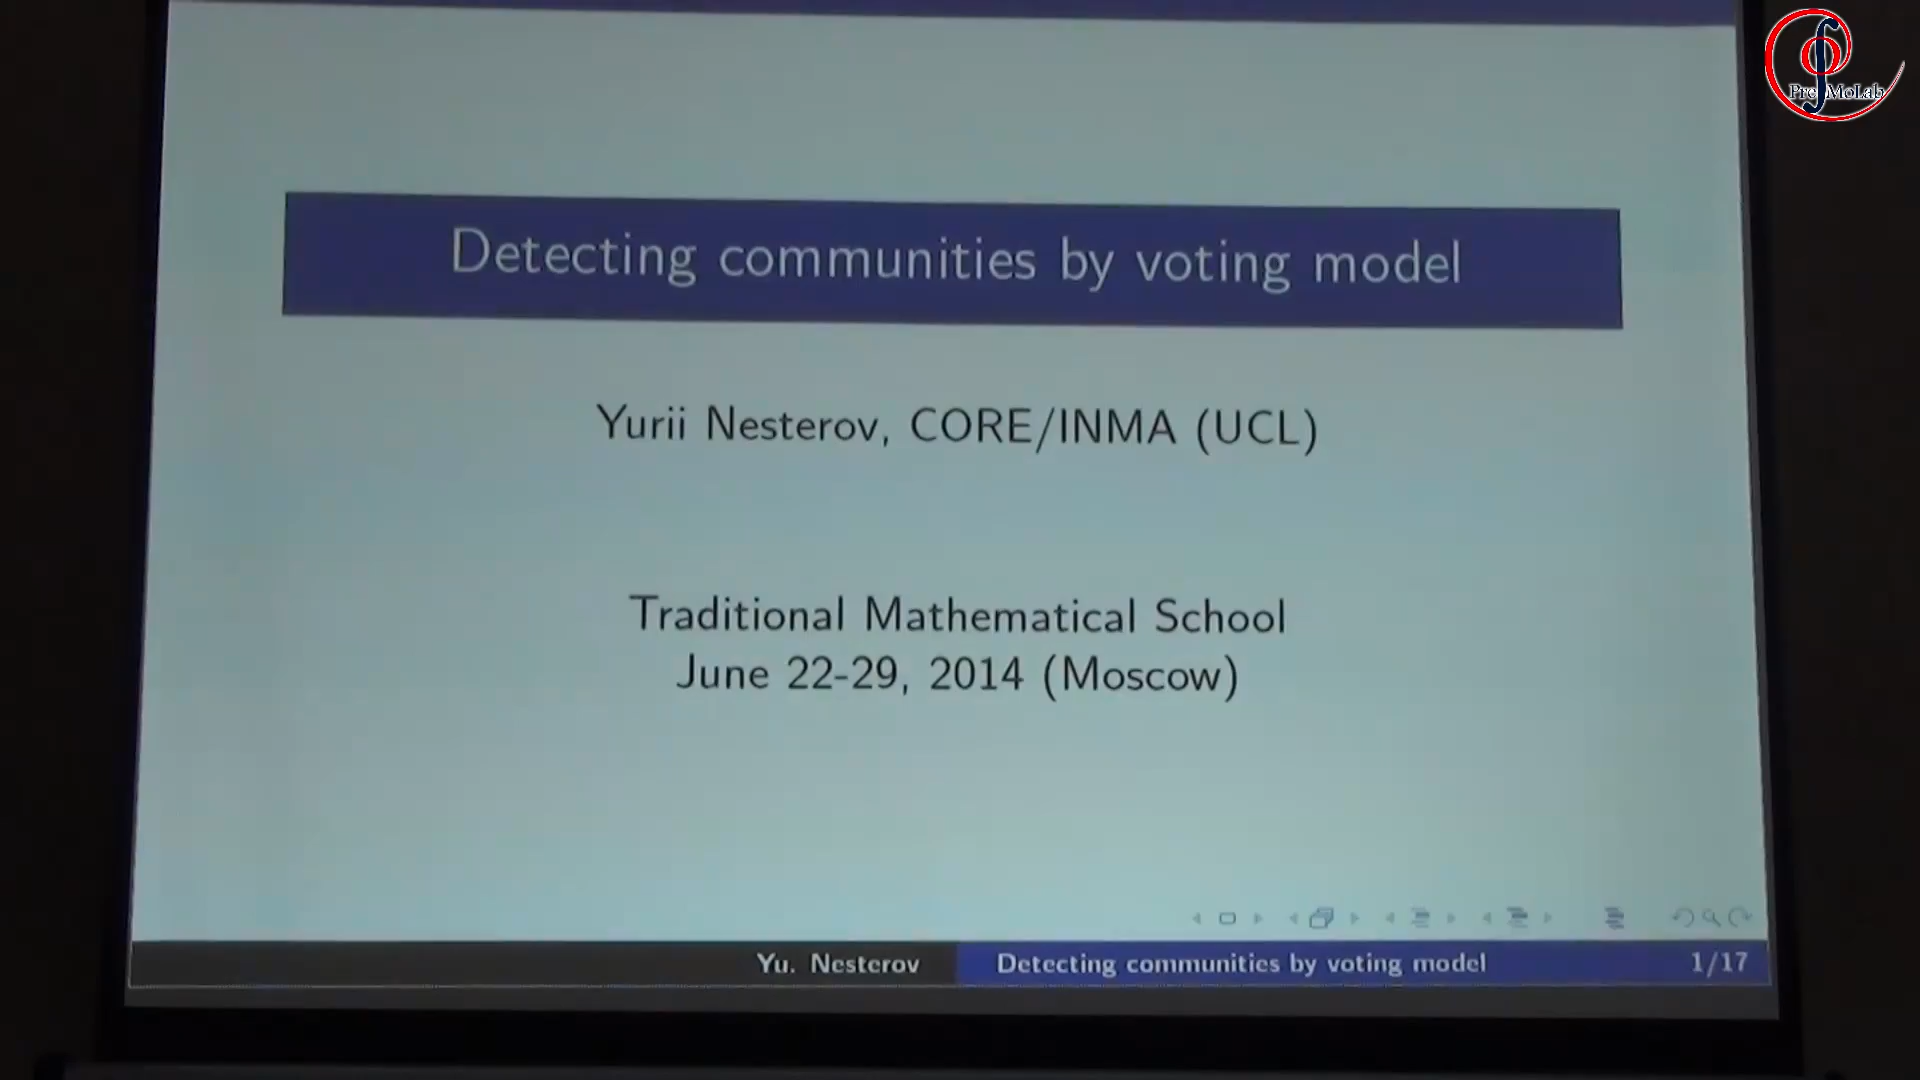 PreMoLab
Detecting communities by voting model
Yurii Nesterov, CORE/INMA (UCL)
Traditional Mathematical School
June 22-29, 2014 (Moscow)
Yu. Nesterov
Detecting communities by voting model
1/17